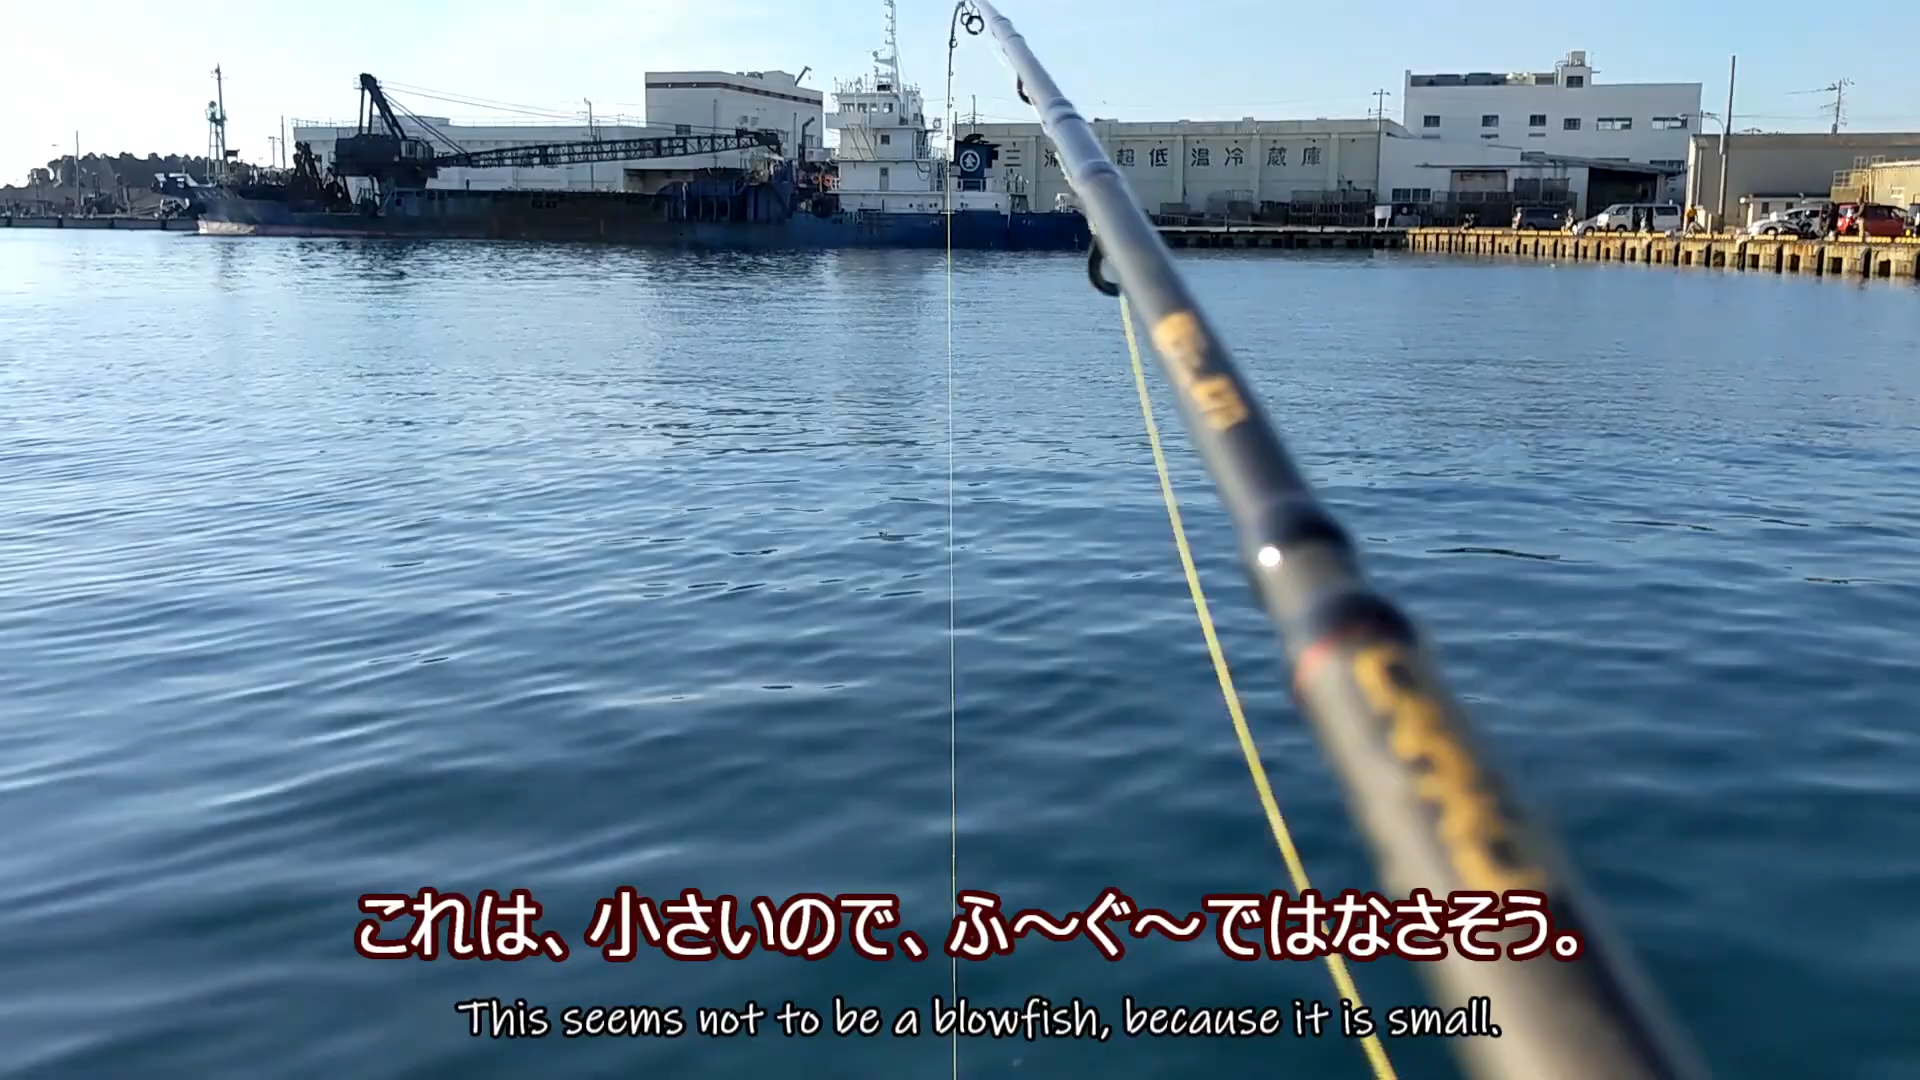 三 浦 超 低 温 冷 蔵 庫
これは、小さいので、ふ～ぐ～ではなさそう。
This seems not to be a blowfish, because it is small.